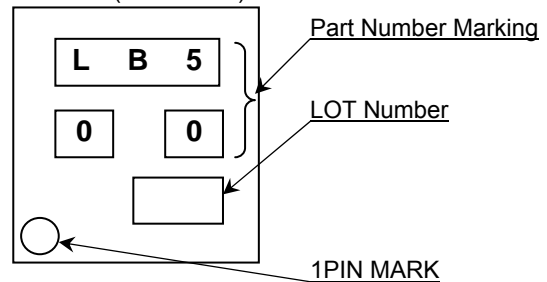 Part Number Marking
L B 5
0 0
LOT Number
1PIN MARK